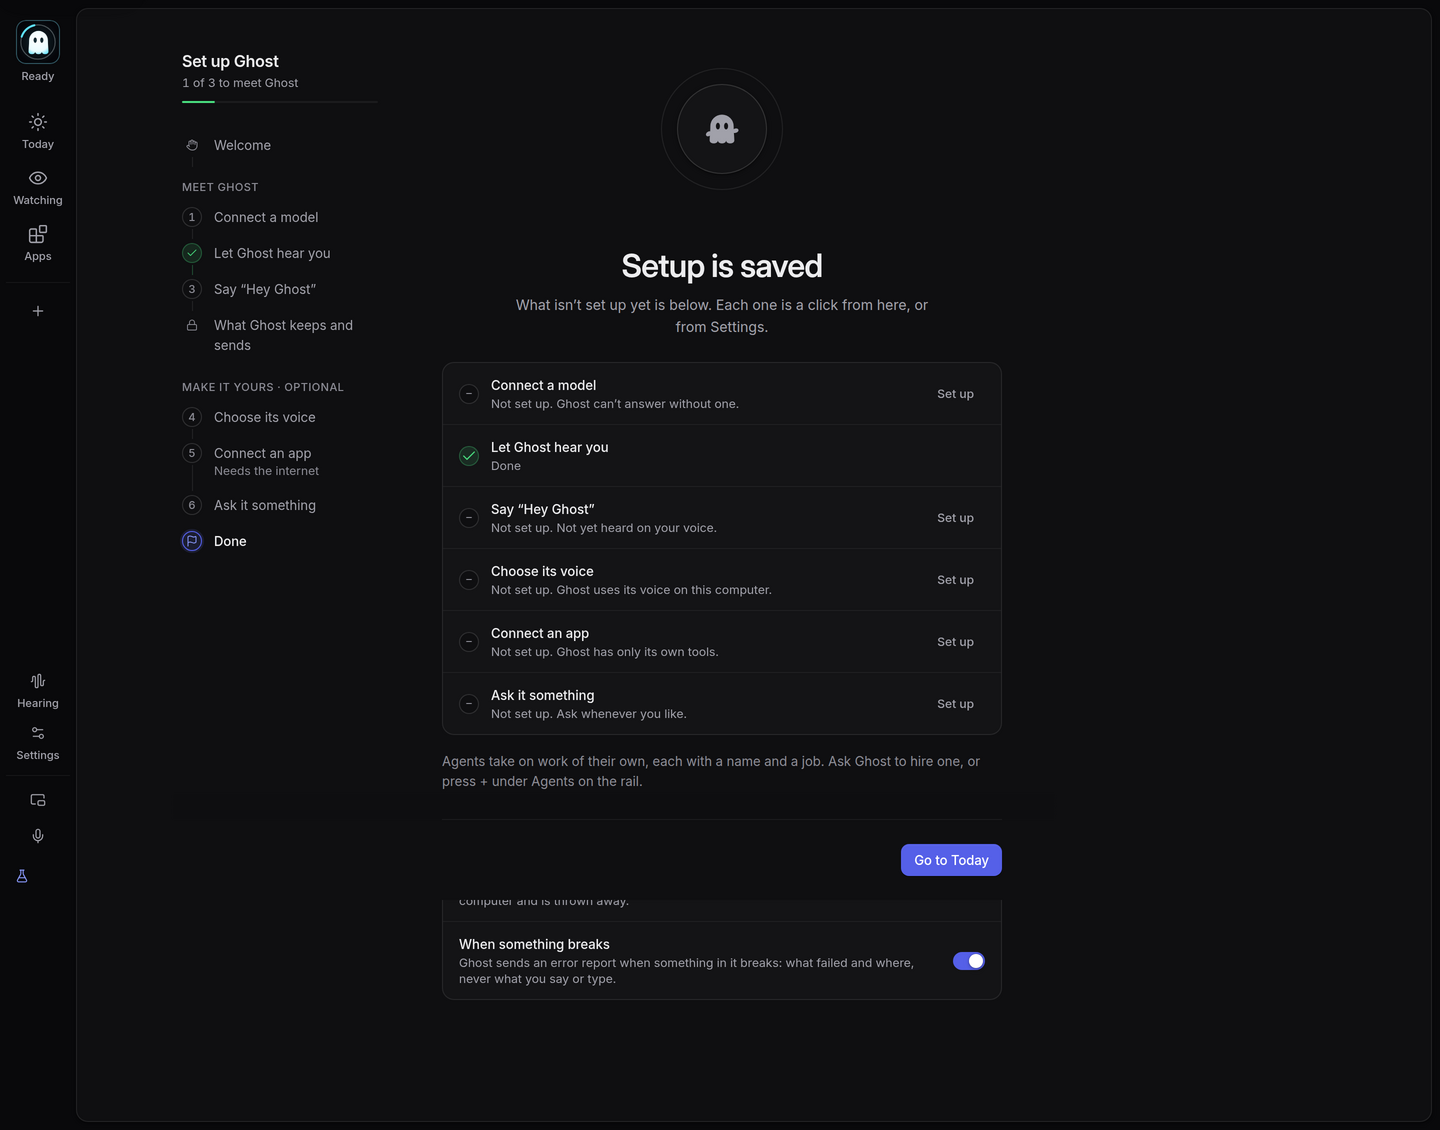 Ready
Today
Watching
Apps
Hearing
Settings
Set up Ghost
1 of 3 to meet Ghost
Welcome
MEET GHOST
1 Connect a model
Let Ghost hear you
3 Say “Hey Ghost”
What Ghost keeps and
sends
MAKE IT YOURS · OPTIONAL
4 Choose its voice
5 Connect an app
Needs the internet
6 Ask it something
Done
Setup is saved
What isn’t set up yet is below. Each one is a click from here, or
from Settings.
Connect a model
Not set up. Ghost can’t answer without one.
Set up
Let Ghost hear you
Done
Say “Hey Ghost”
Not set up. Not yet heard on your voice.
Set up
Choose its voice
Not set up. Ghost uses its voice on this computer.
Set up
Connect an app
Not set up. Ghost has only its own tools.
Set up
Ask it something
Not set up. Ask whenever you like.
Set up
Agents take on work of their own, each with a name and a job. Ask Ghost to hire one, or
press + under Agents on the rail.
Go to Today
computer and is thrown away.
When something breaks
Ghost sends an error report when something in it breaks: what failed and where,
never what you say or type.